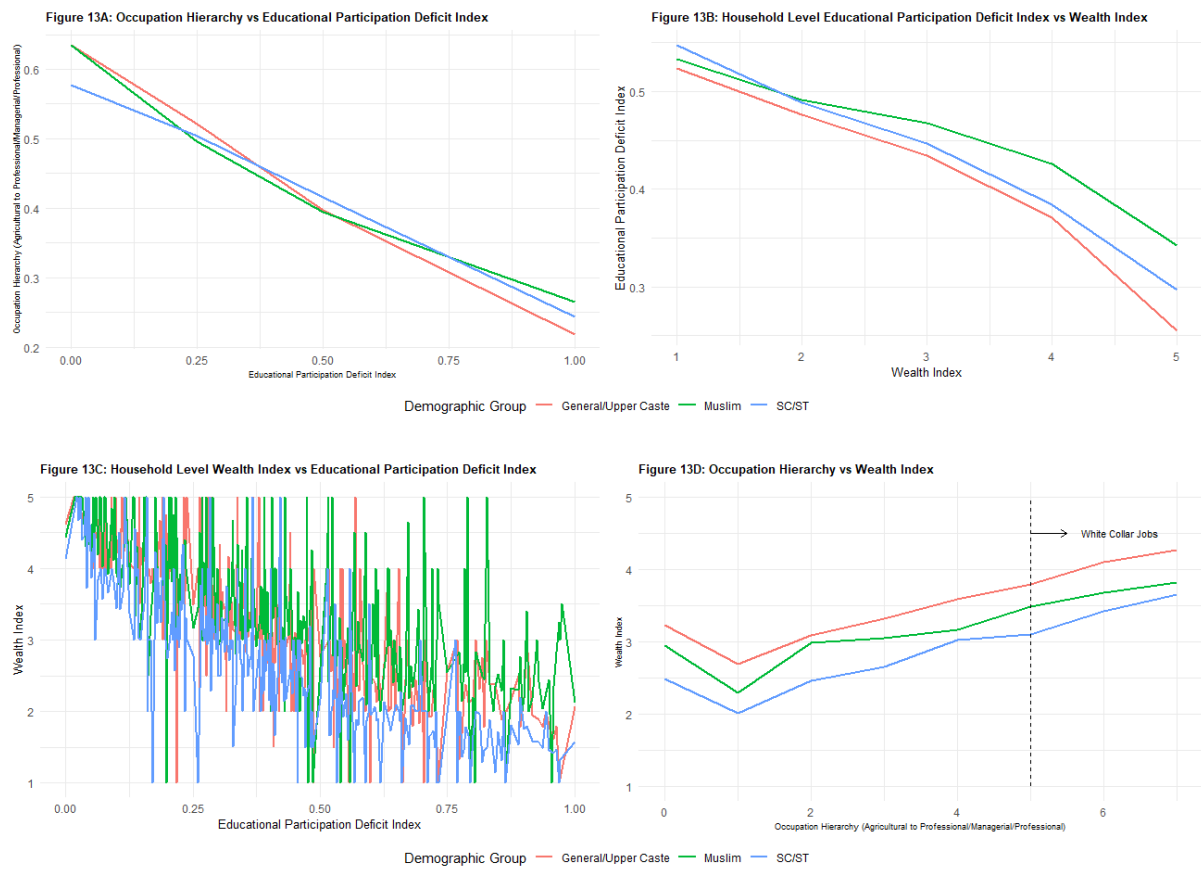 Figure 13A: Occupation Hierarchy vs Educational Participation Deficit Index
Occupation Hierarchy (Agricultural to Professional/Managerial/Professional)
0.6
0.5
0.4
0.3
0.2
0.00 0.25 0.50 0.75 1.00
Educational Participation Deficit Index
Figure 13B: Household Level Educational Participation Deficit Index vs Wealth Index
Educational Participation Deficit Index
0.5
0.4
0.3
1 2 3 4 5
Wealth Index
Demographic Group General/Upper Caste Muslim SC/ST
Figure 13C: Household Level Wealth Index vs Educational Participation Deficit Index
Wealth Index
5
4
3
2
1
0.00 0.25 0.50 0.75 1.00
Educational Participation Deficit Index
Figure 13D: Occupation Hierarchy vs Wealth Index
Wealth Index
5
4
3
2
1
White Collar Jobs
0 2 4 6
Occupation Hierarchy (Agricultural to Professional/Managerial/Professional)
Demographic Group General/Upper Caste Muslim SC/ST